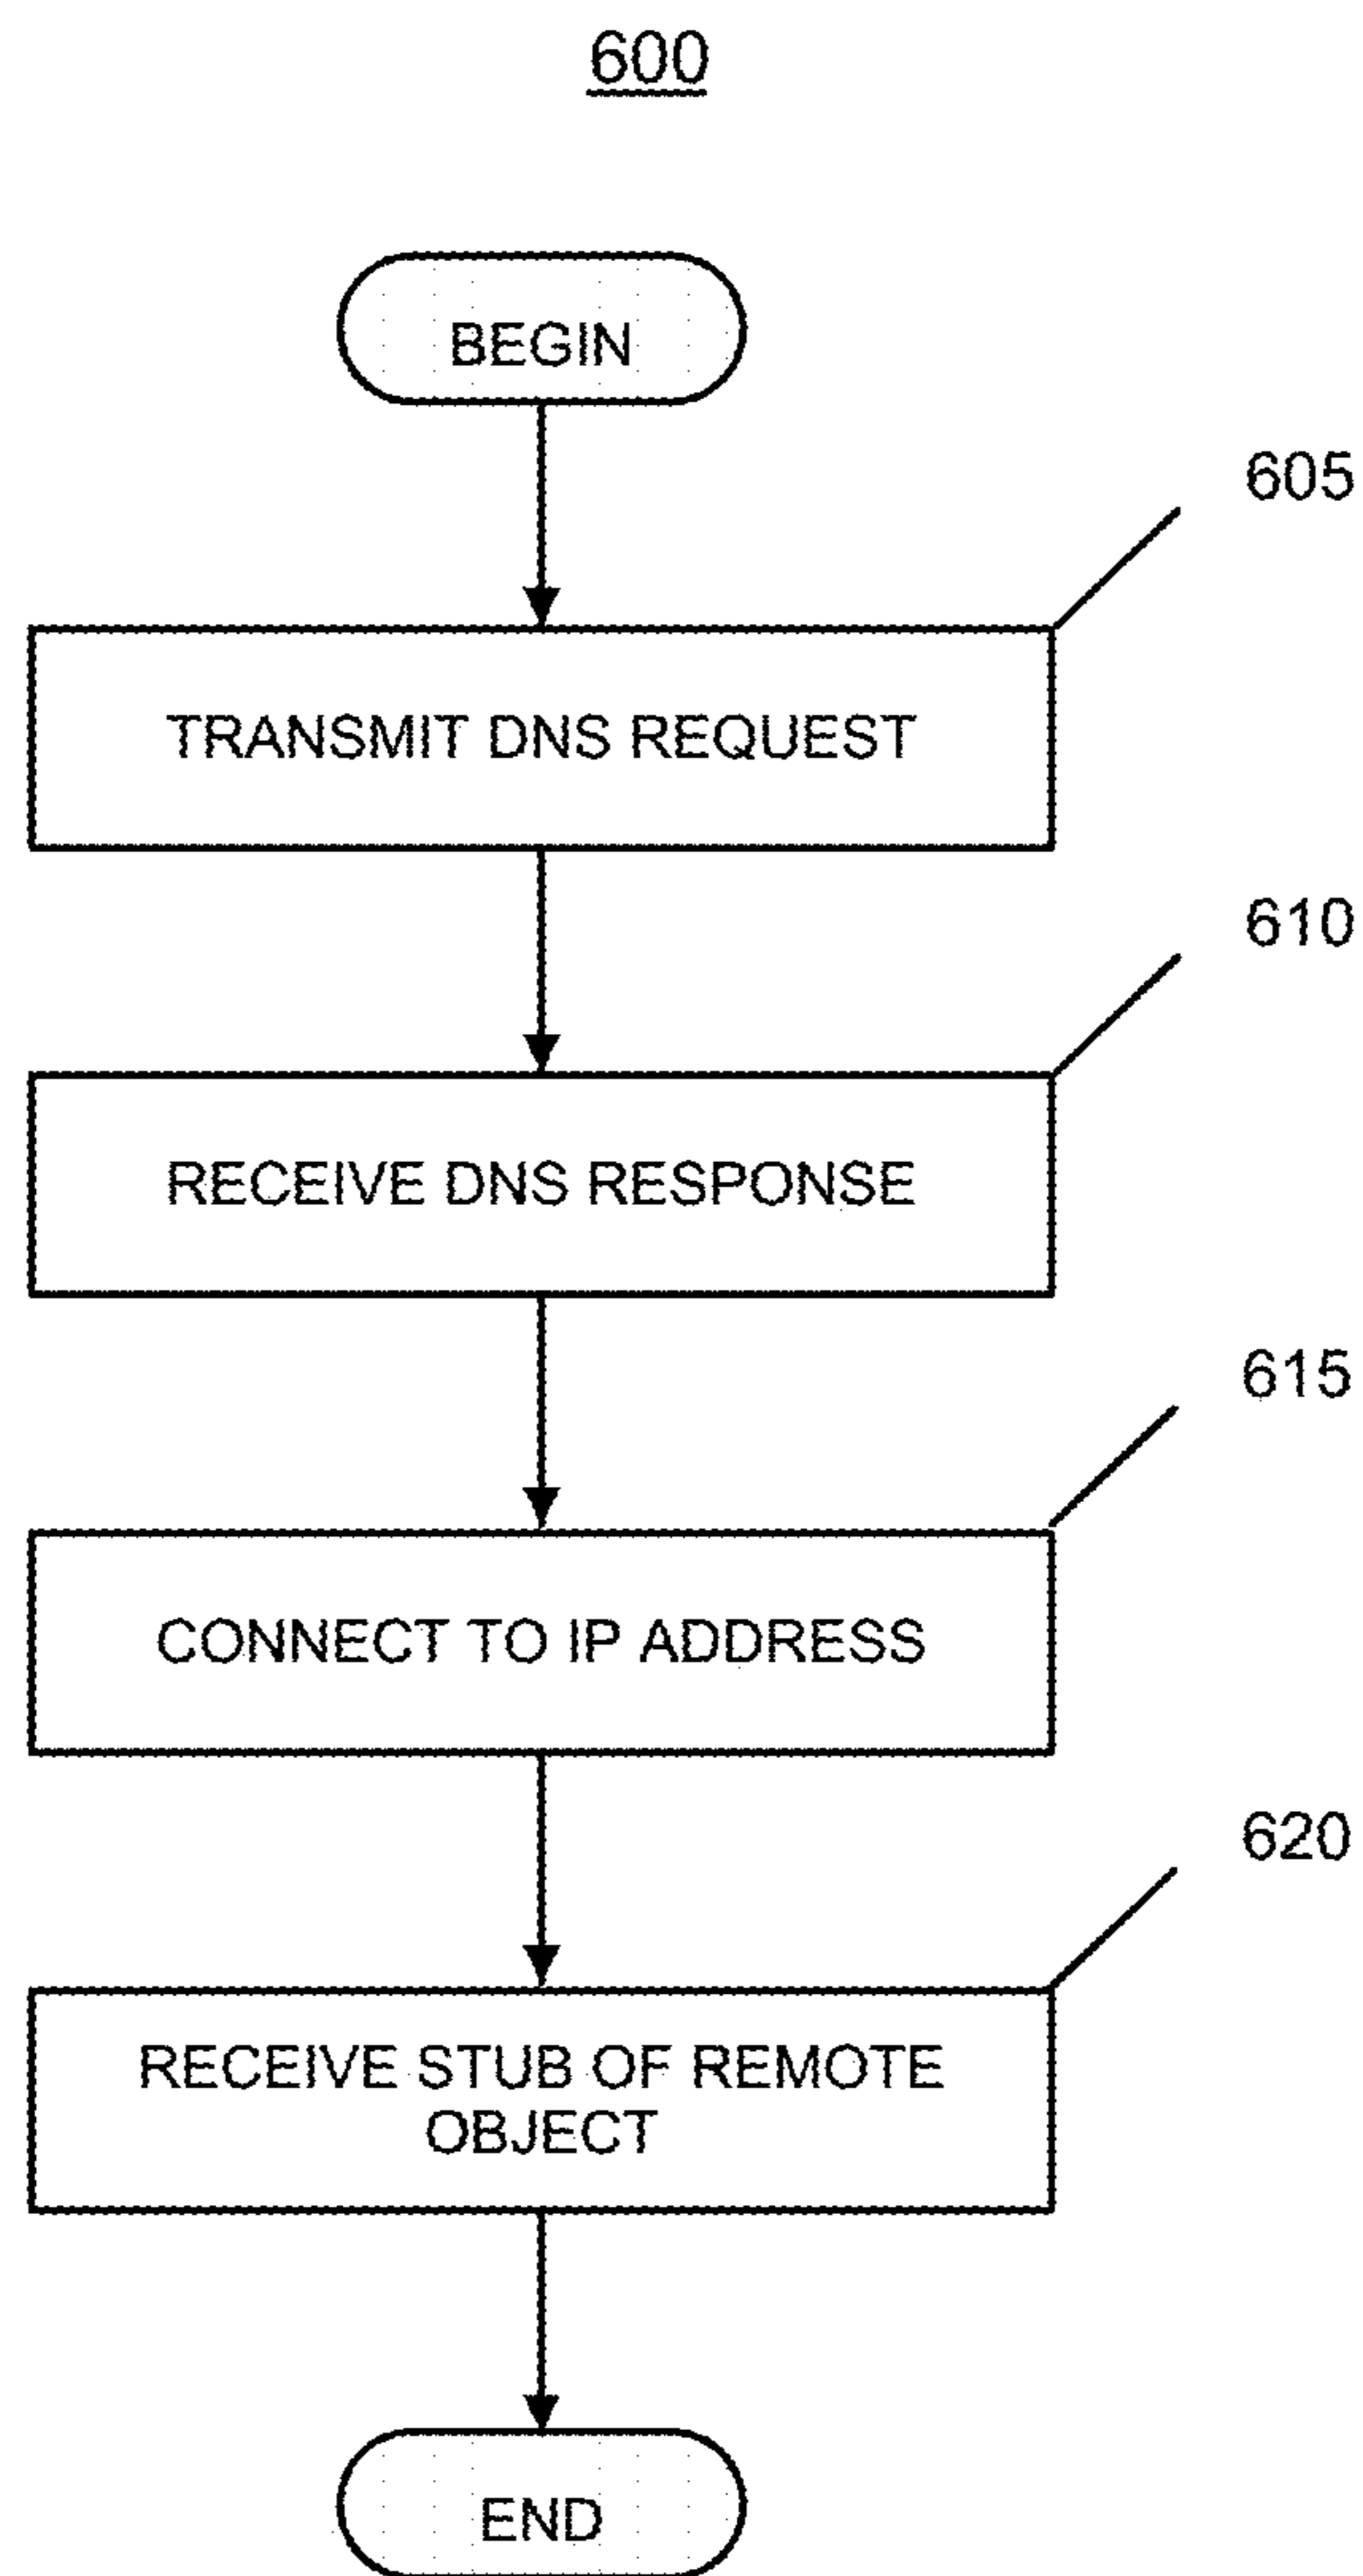 600
BEGIN
605
TRANSMIT DNS REQUEST
610
RECEIVE DNS RESPONSE
615
CONNECT TO IP ADDRESS
620
RECEIVE STUB OF REMOTE
OBJECT
END